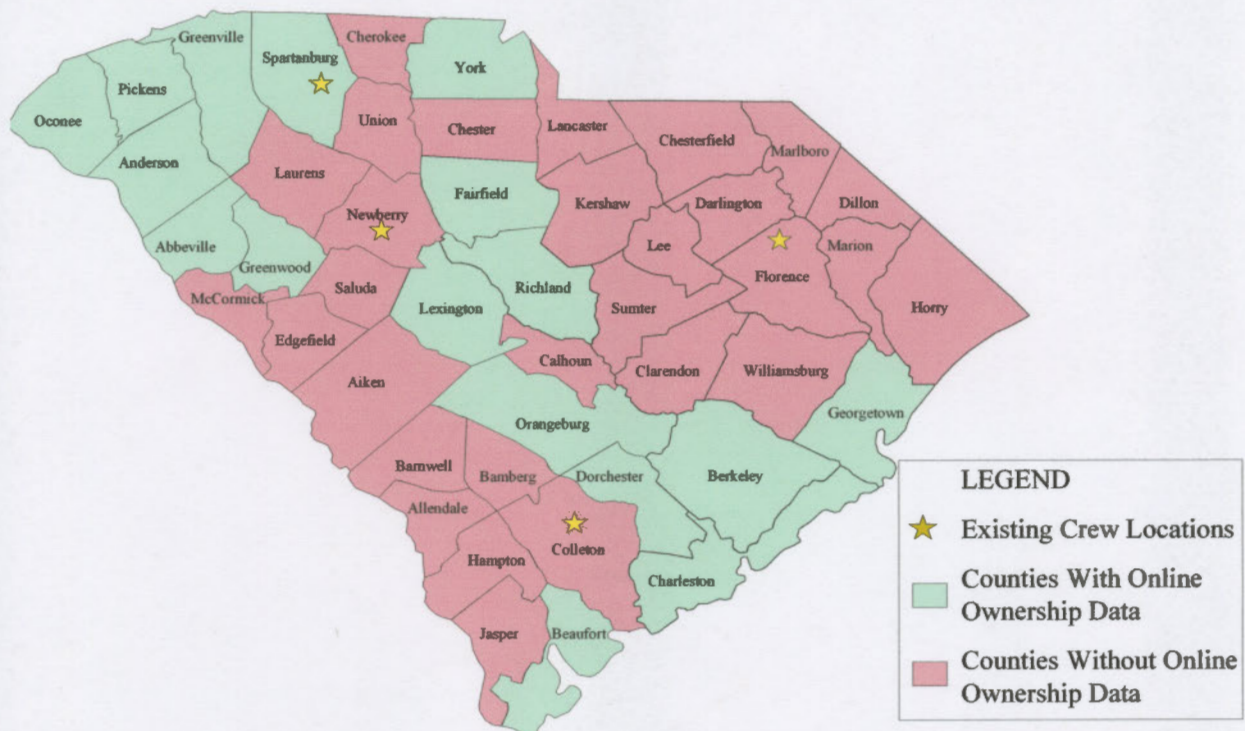 Greenville
Cherokee
Spartanburg
York
Pickens
Oconee
Union
Chester
Lancaster
Chesterfield
Marlboro
Anderson
Laurens
Fairfield
Kershaw
Darlington
Dillon
Newberry
Lee
Abbeville
Greenwood
Marion
Florence
McCormick
Saluda
Lexington
Richland
Sumter
Horry
Edgefield
Calhoun
Clarendon
Williamsburg
Aiken
Georgetown
Orangeburg
Barnwell
Bamberg
Dorchester
Berkeley
Allendale
Colleton
Hampton
Charleston
Jasper
Beaufort
LEGEND
Existing Crew Locations
Counties With Online
Ownership Data
Counties Without Online
Ownership Data